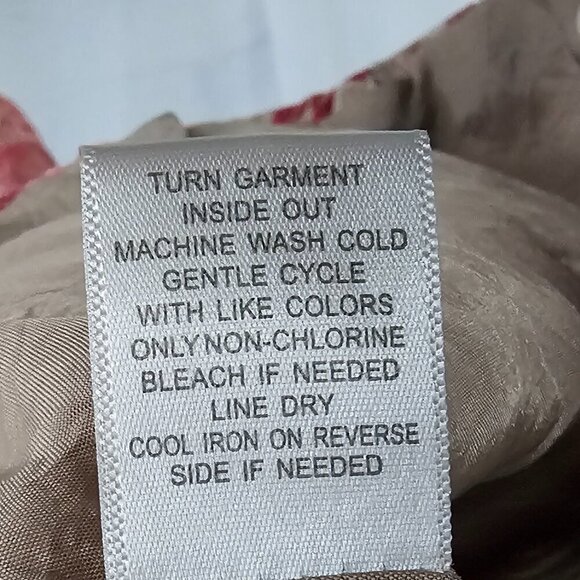 TURN GARMENT
INSIDE OUT
MACHINE WASH COLD
GENTLE CYCLE
WITH LIKE COLORS
ONLY NON-CHLORINE
BLEACH IF NEEDED
LINE DRY
COOL IRON ON REVERSE
SIDE IF NEEDED